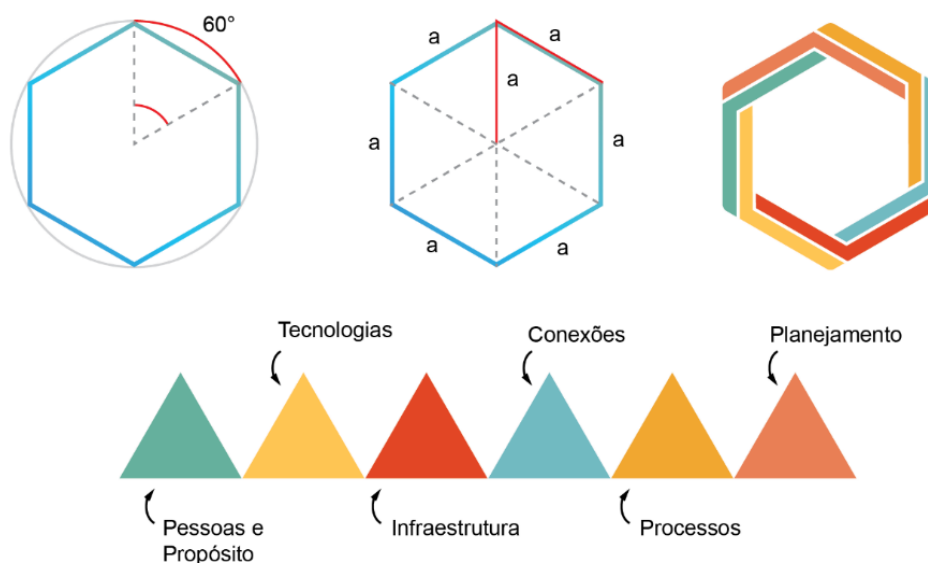 60°
a
a
a
a
a
a
a
Tecnologias
Conexões
Planejamento
Pessoas e
Propósito
Infraestrutura
Processos